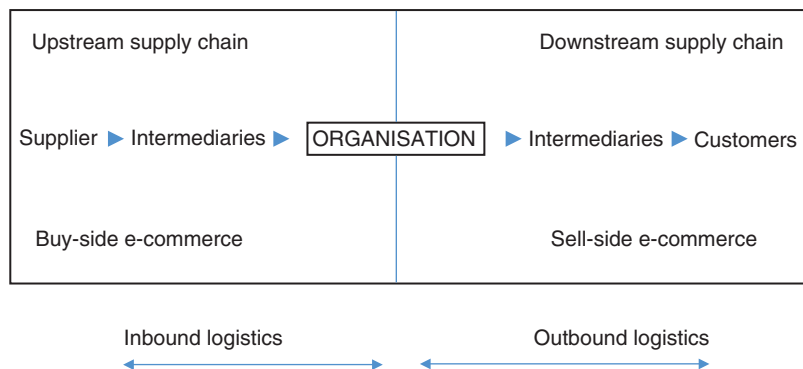 Upstream supply chain
Downstream supply chain
Supplier Intermediaries ORGANISATION Intermediaries Customers
Buy-side e-commerce
Sell-side e-commerce
Inbound logistics
Outbound logistics